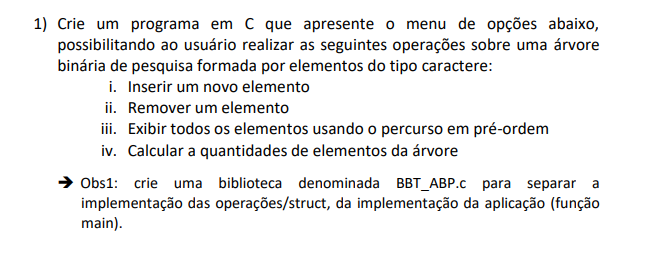 1) Crie um programa em C que apresente o menu de opções abaixo,
possibilitando ao usuário realizar as seguintes operações sobre uma árvore
binária de pesquisa formada por elementos do tipo caractere:
i. Inserir um novo elemento
ii. Remover um elemento
iii. Exibir todos os elementos usando o percurso em pré-ordem
iv. Calcular a quantidades de elementos da árvore
➔ Obs1: crie uma biblioteca denominada BBT_ABP.c para separar a
implementação das operações/struct, da implementação da aplicação (função
main).